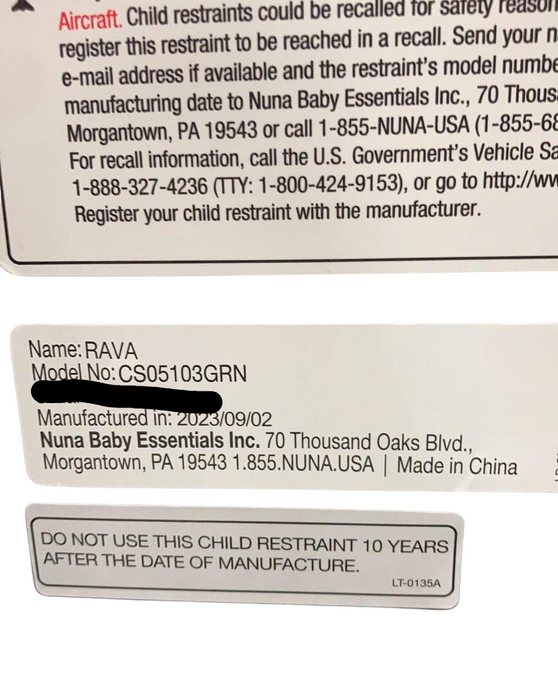 Aircraft. Child restraints could be recalled for safety
register this restraint to be reached in a recall. Send your
e-mail address if available and the restraint's model
manufacturing date to Nuna Baby Essentials Inc., 70
Morgantown, PA 19543 or call 1-855-NUNA-USA
For recall information, call the U.S. Government's Vehicle
1-888-327-4236 (TTY: 1-800-424-9153), or go to
Register your child restraint with the manufacturer.
Name: RAVA
Model No: CS05103GRN
Manufactured in: 2023/09/02
Nuna Baby Essentials Inc. 70 Thousand Oaks Blvd.,
Morgantown, PA 19543 1.855.NUNA.USA | Made in China
DO NOT USE THIS CHILD RESTRAINT 10 YEARS
AFTER THE DATE OF MANUFACTURE.
LT-0135A